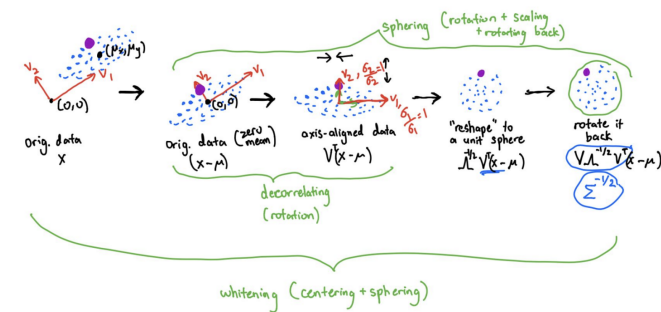 sphering (rotation + scaling
+ rotating back)
(μx, μy)
V₂
V₁
(0,0)
orig. data
X
V₂
V₁
(0,0)
Orig. data (zero mean)
(x-μ)
V₂, σ₂/σ₂=1
V₁, σ₁/σ₁=1
axis-aligned data
Vᵀ(x-μ)
"reshape" to
a unit sphere
Λ^-1/2 Vᵀ(x-μ)
rotate it
back
VΛ^-1/2 Vᵀ(x-μ)
Σ^-1/2
decorrelating
(rotation)
whitening (centering + sphering)